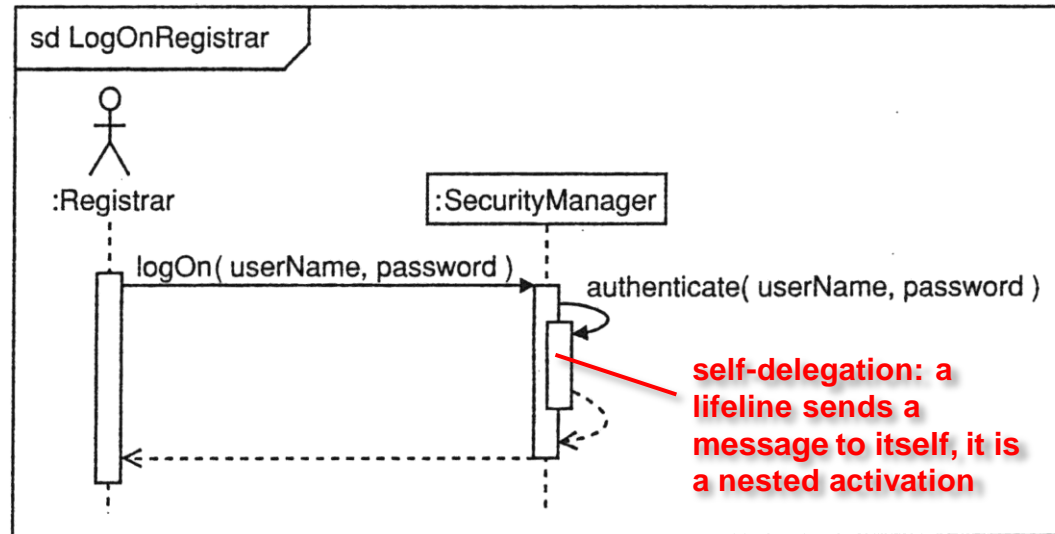 sd LogOnRegistrar
:Registrar
:SecurityManager
logOn( userName, password )
authenticate( userName, password )
self-delegation: a
lifeline sends a
message to itself, it is
a nested activation